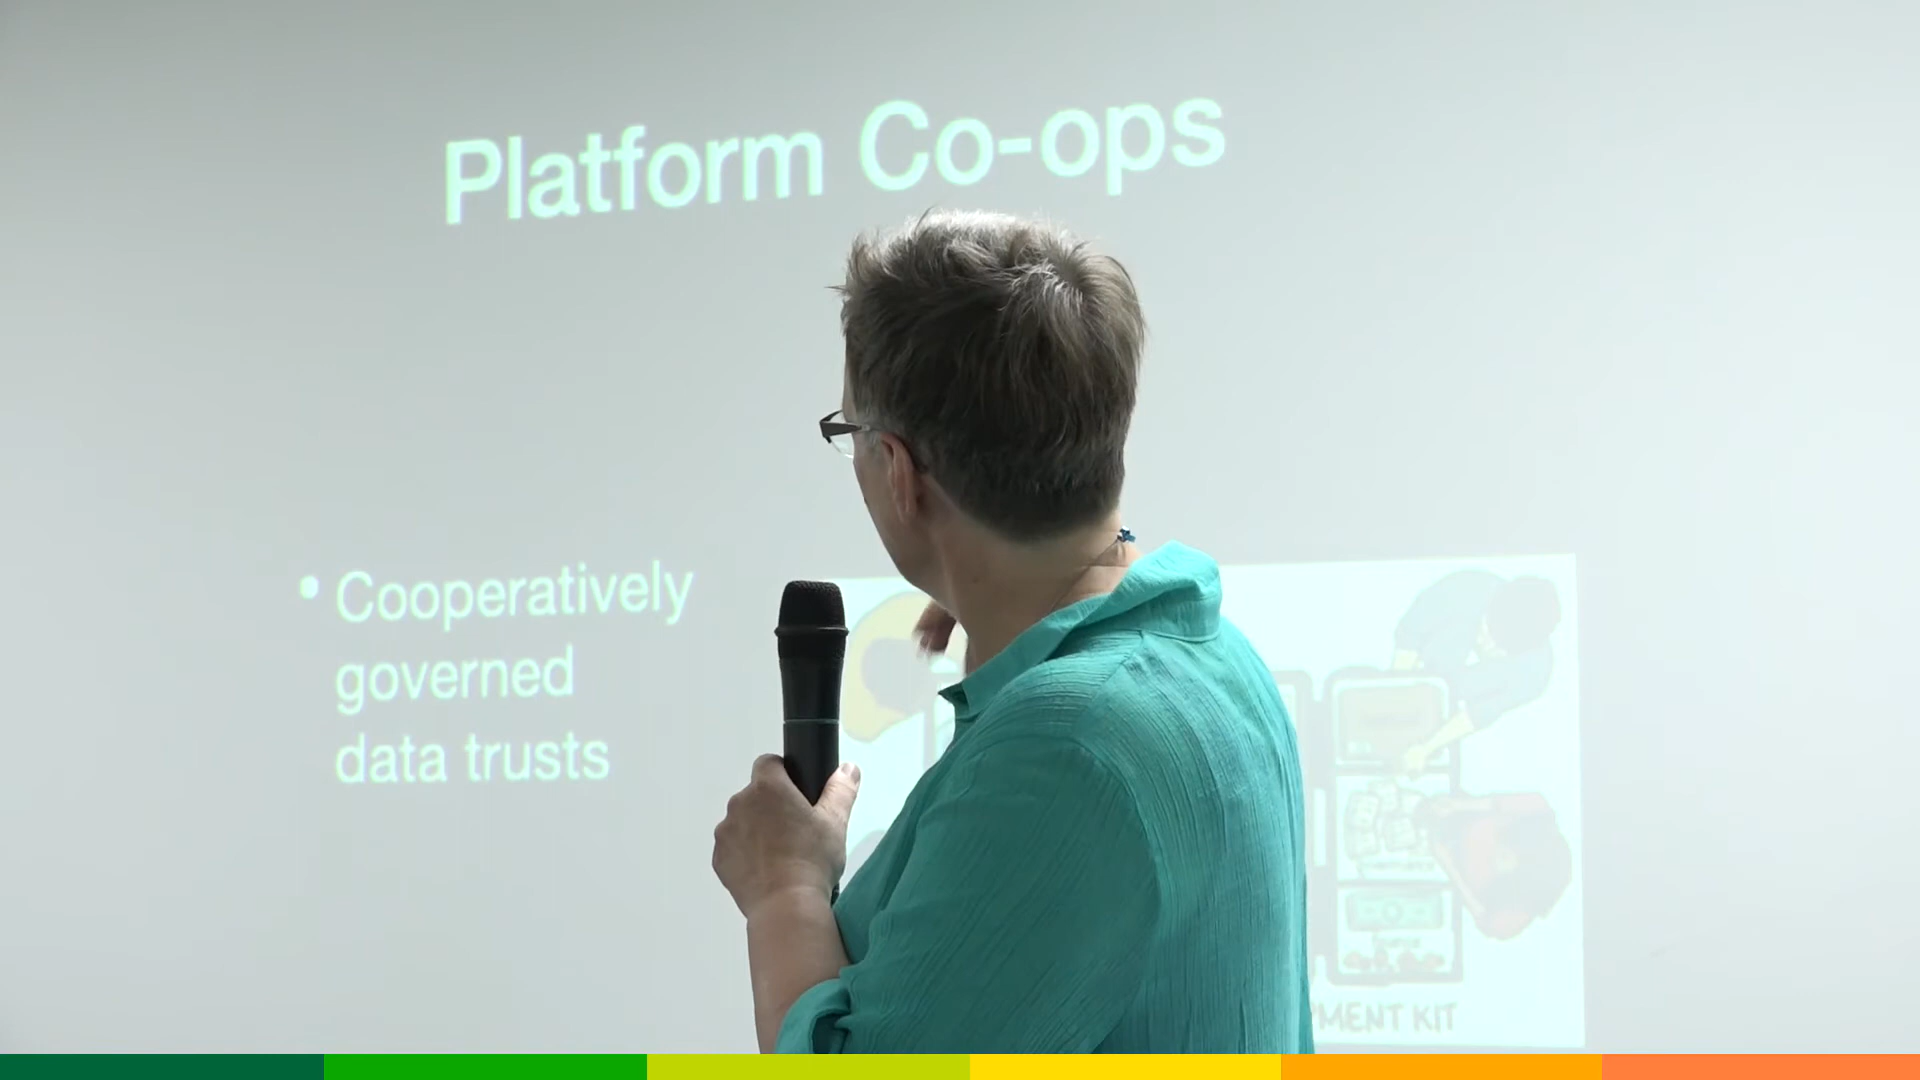 Platform Co-ops
• Cooperatively
governed
data trusts
MENT KIT